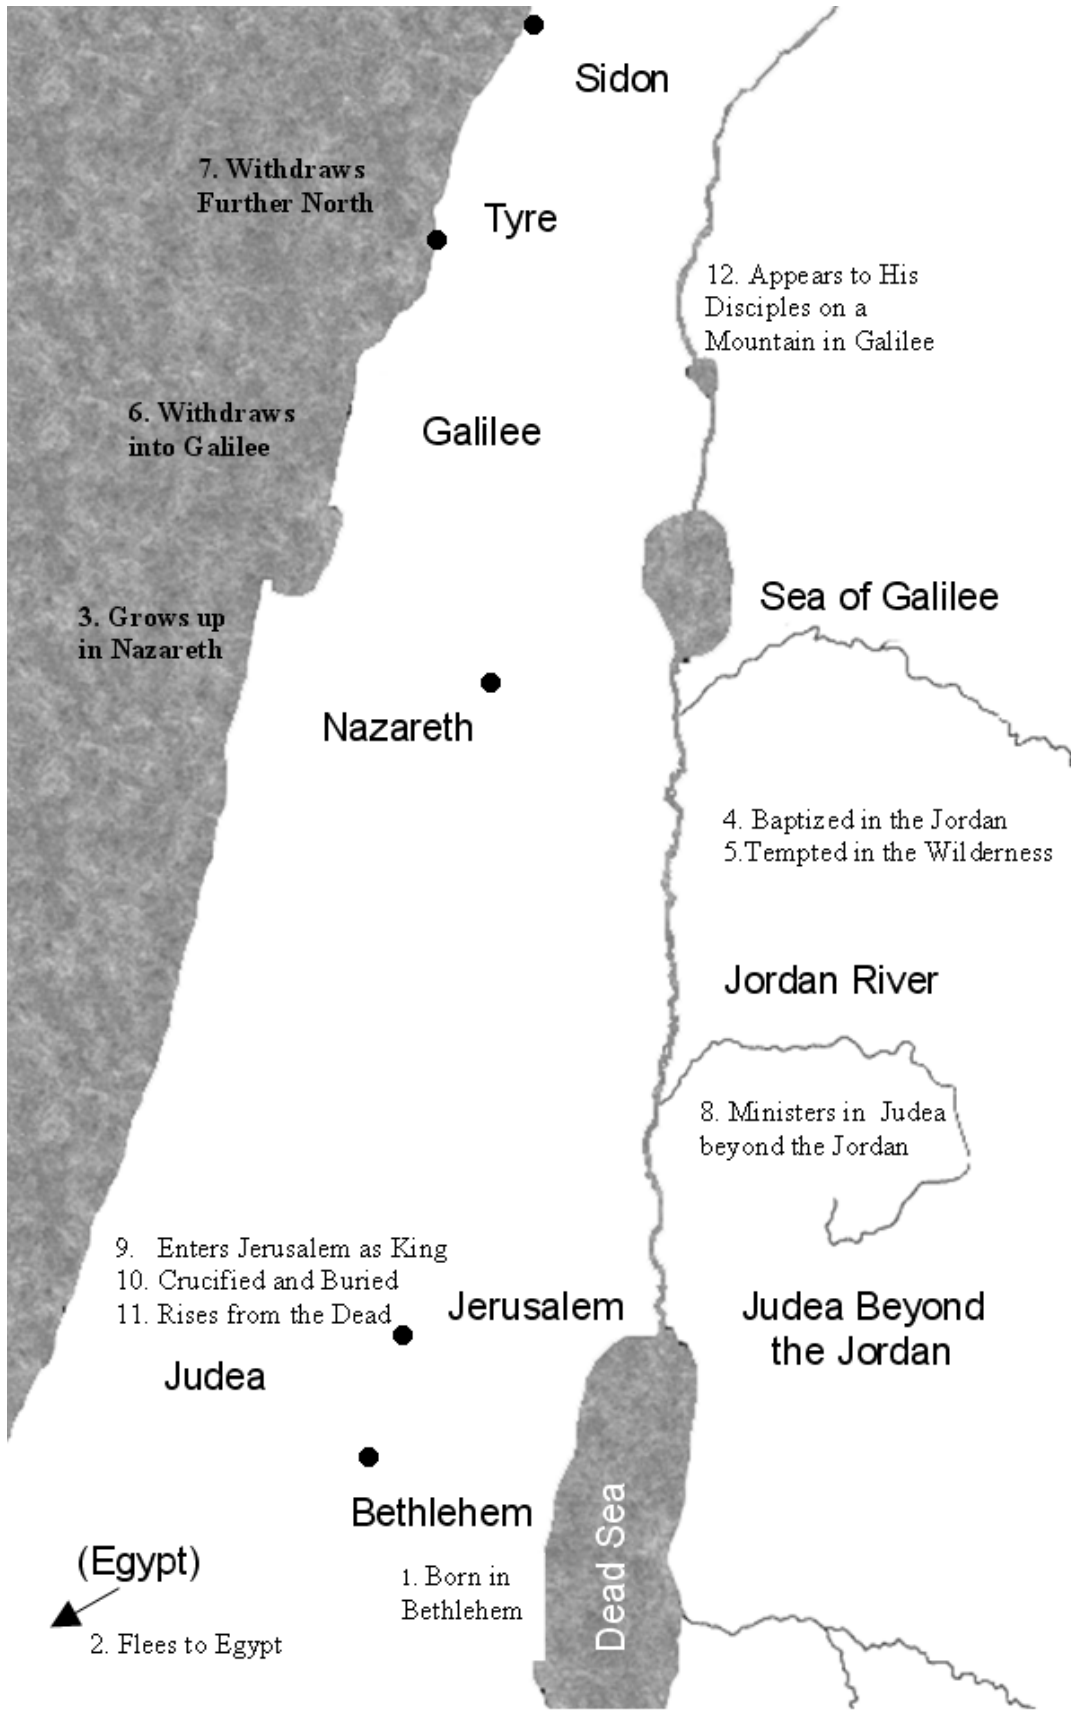 Sidon
7. Withdraws
Further North
Tyre
12. Appears to His
Disciples on a
Mountain in Galilee
6. Withdraws
into Galilee
Galilee
Sea of Galilee
3. Grows up
in Nazareth
Nazareth
4. Baptized in the Jordan
5.Tempted in the Wilderness
Jordan River
8. Ministers in Judea
beyond the Jordan
9. Enters Jerusalem as King
10. Crucified and Buried
11. Rises from the Dead
Jerusalem
Judea Beyond
the Jordan
Judea
Bethlehem
Dead Sea
(Egypt)
1. Born in
Bethlehem
2. Flees to Egypt